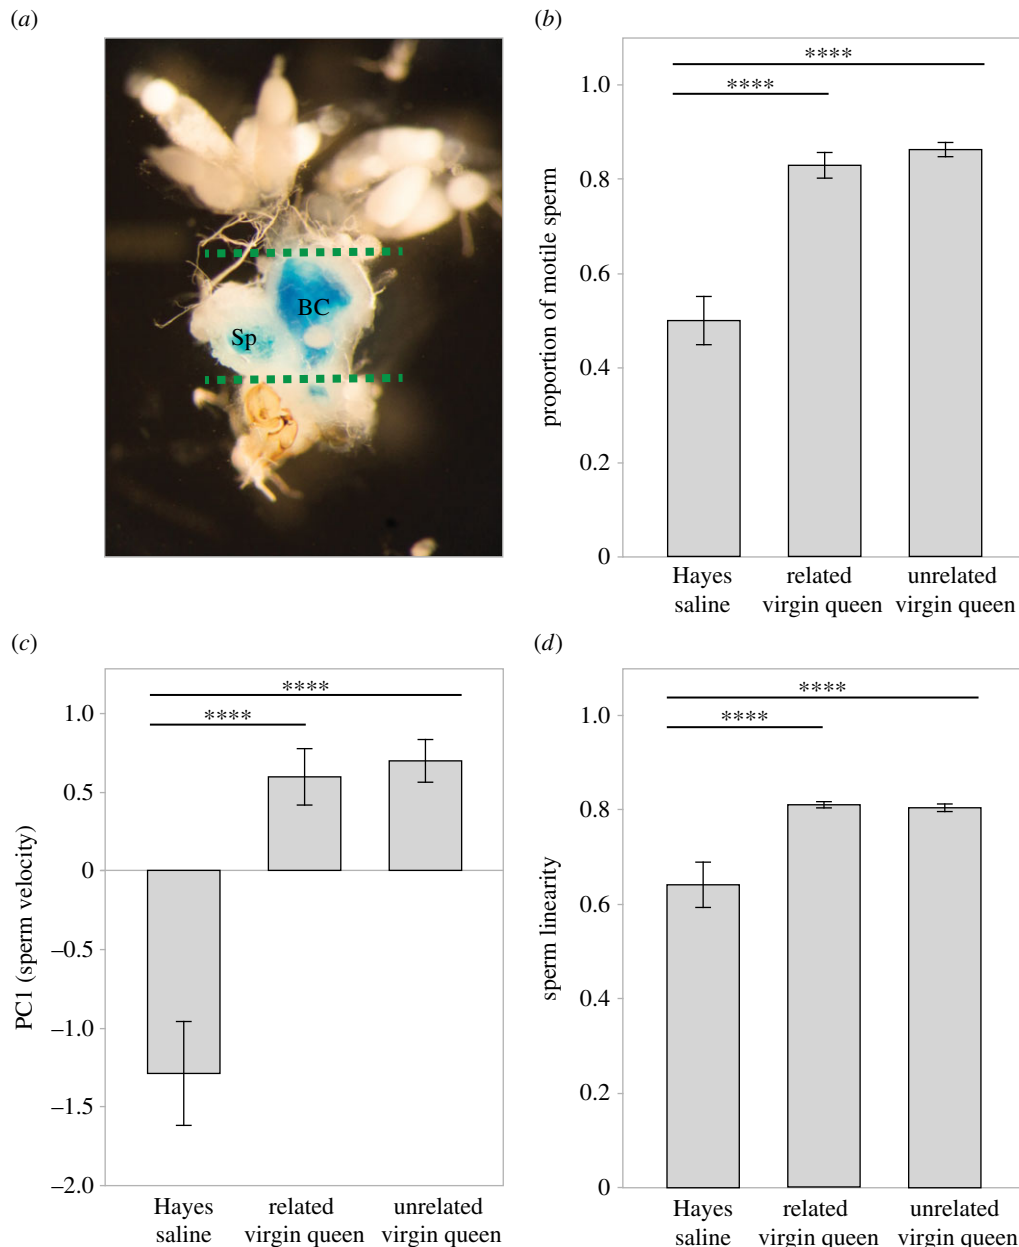 (a)
BC
Sp
(b)
1.0
0.8
0.6
0.4
0.2
0
proportion of motile sperm
****
****
Hayes
saline
related
virgin queen
unrelated
virgin queen
(c)
1.0
0.5
0
–0.5
–1.0
–1.5
–2.0
PC1 (sperm velocity)
****
****
Hayes
saline
related
virgin queen
unrelated
virgin queen
(d)
1.0
0.8
0.6
0.4
0.2
0
sperm linearity
****
****
Hayes
saline
related
virgin queen
unrelated
virgin queen